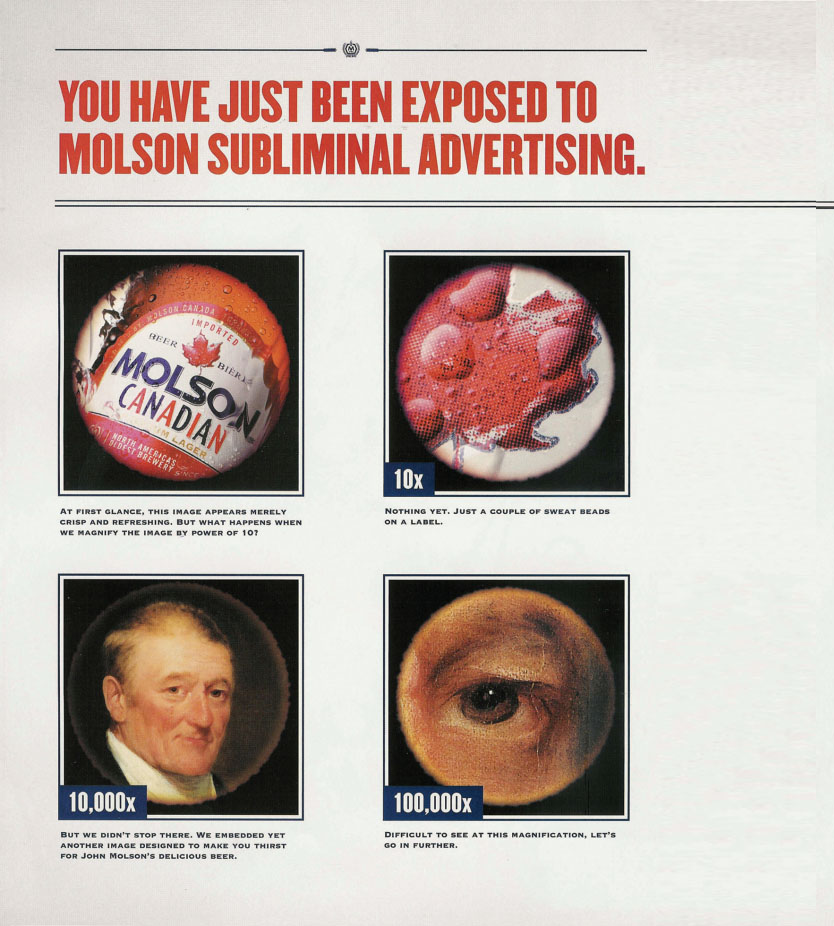 YOU HAVE JUST BEEN EXPOSED TO
MOLSON SUBLIMINAL ADVERTISING.
MOLSON CANADA
IMPORTED
BEER
BIÈRE
MOLSON
CANADIAN
LAGER
NORTH AMERICA'S
OLDEST BREWERY
SINCE
AT FIRST GLANCE, THIS IMAGE APPEARS MERELY
CRISP AND REFRESHING. BUT WHAT HAPPENS WHEN
WE MAGNIFY THE IMAGE BY POWER OF 10?
10x
NOTHING YET. JUST A COUPLE OF SWEAT BEADS
ON A LABEL.
10,000x
BUT WE DIDN'T STOP THERE. WE EMBEDDED YET
ANOTHER IMAGE DESIGNED TO MAKE YOU THIRST
FOR JOHN MOLSON'S DELICIOUS BEER.
100,000x
DIFFICULT TO SEE AT THIS MAGNIFICATION, LET'S
GO IN FURTHER.